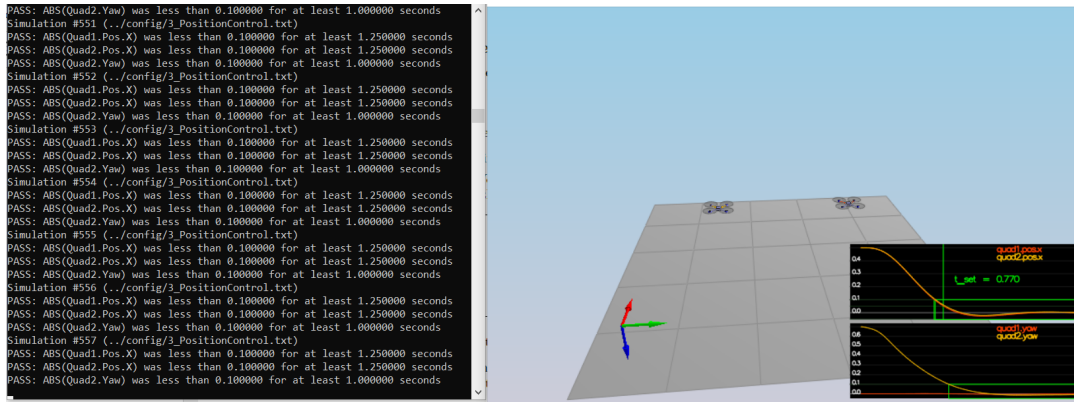 PASS: ABS(Quad2.Yaw) was less than 0.100000 for at least 1.000000 seconds
Simulation #551 (../config/3_PositionControl.txt)
PASS: ABS(Quad1.Pos.X) was less than 0.100000 for at least 1.250000 seconds
PASS: ABS(Quad2.Pos.X) was less than 0.100000 for at least 1.250000 seconds
PASS: ABS(Quad2.Yaw) was less than 0.100000 for at least 1.000000 seconds
Simulation #552 (../config/3_PositionControl.txt)
PASS: ABS(Quad1.Pos.X) was less than 0.100000 for at least 1.250000 seconds
PASS: ABS(Quad2.Pos.X) was less than 0.100000 for at least 1.250000 seconds
PASS: ABS(Quad2.Yaw) was less than 0.100000 for at least 1.000000 seconds
Simulation #553 (../config/3_PositionControl.txt)
PASS: ABS(Quad1.Pos.X) was less than 0.100000 for at least 1.250000 seconds
PASS: ABS(Quad2.Pos.X) was less than 0.100000 for at least 1.250000 seconds
PASS: ABS(Quad2.Yaw) was less than 0.100000 for at least 1.000000 seconds
Simulation #554 (../config/3_PositionControl.txt)
PASS: ABS(Quad1.Pos.X) was less than 0.100000 for at least 1.250000 seconds
PASS: ABS(Quad2.Pos.X) was less than 0.100000 for at least 1.250000 seconds
PASS: ABS(Quad2.Yaw) was less than 0.100000 for at least 1.000000 seconds
Simulation #555 (../config/3_PositionControl.txt)
PASS: ABS(Quad1.Pos.X) was less than 0.100000 for at least 1.250000 seconds
PASS: ABS(Quad2.Pos.X) was less than 0.100000 for at least 1.250000 seconds
PASS: ABS(Quad2.Yaw) was less than 0.100000 for at least 1.000000 seconds
Simulation #556 (../config/3_PositionControl.txt)
PASS: ABS(Quad1.Pos.X) was less than 0.100000 for at least 1.250000 seconds
PASS: ABS(Quad2.Pos.X) was less than 0.100000 for at least 1.250000 seconds
PASS: ABS(Quad2.Yaw) was less than 0.100000 for at least 1.000000 seconds
Simulation #557 (../config/3_PositionControl.txt)
PASS: ABS(Quad1.Pos.X) was less than 0.100000 for at least 1.250000 seconds
PASS: ABS(Quad2.Pos.X) was less than 0.100000 for at least 1.250000 seconds
PASS: ABS(Quad2.Yaw) was less than 0.100000 for at least 1.000000 seconds
quad1.pos.x
quad2.pos.x
0.4
0.3
t_set = 0.770
0.2
0.1
0.0
quad1.yaw
quad2.yaw
0.6
0.5
0.4
0.3
0.2
0.1
0.0